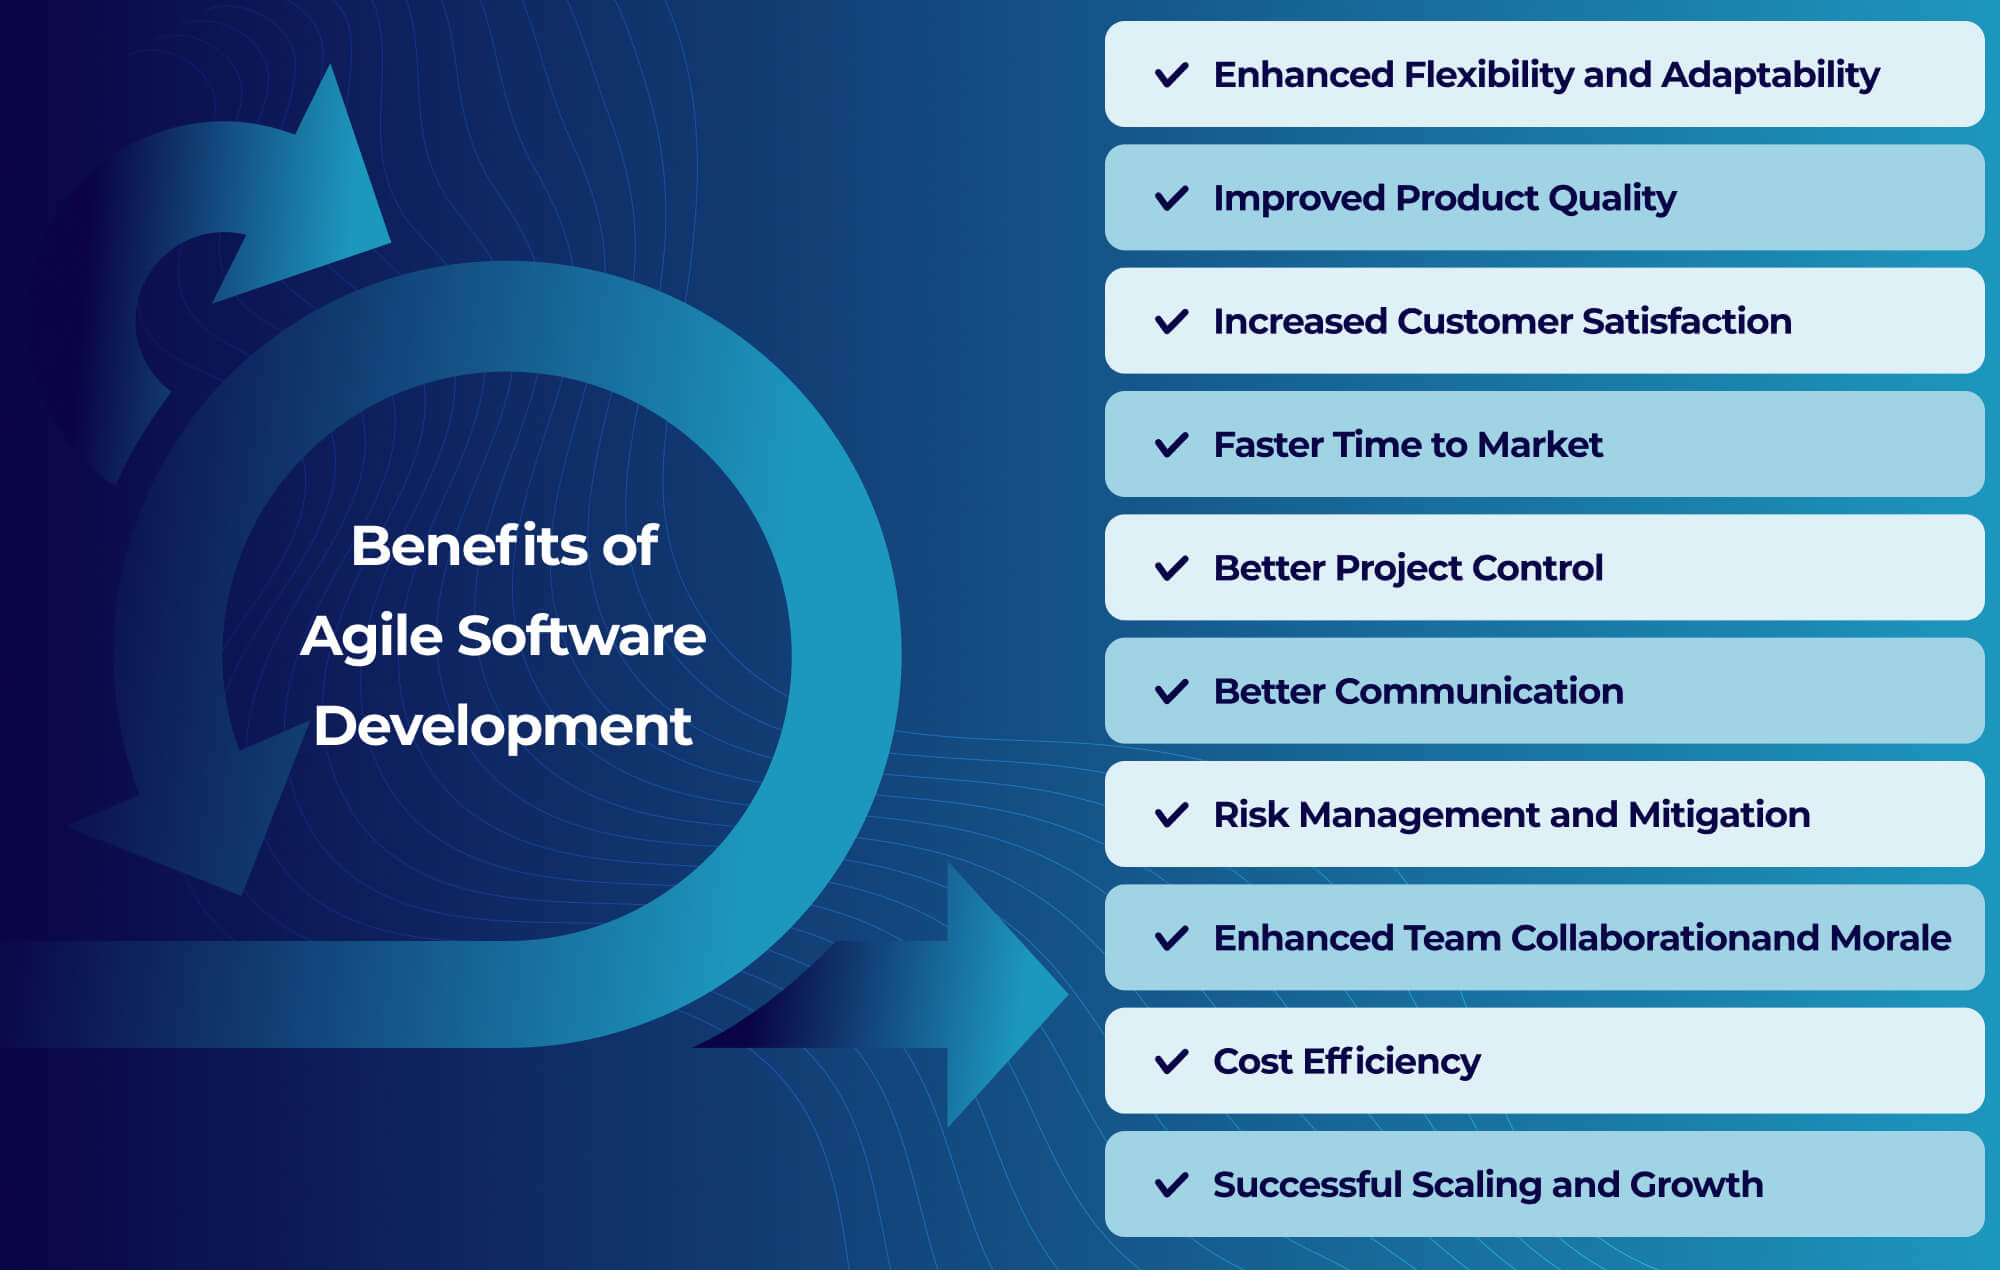 Benefits of
Agile Software
Development
Enhanced Flexibility and Adaptability
Improved Product Quality
Increased Customer Satisfaction
Faster Time to Market
Better Project Control
Better Communication
Risk Management and Mitigation
Enhanced Team Collaborationand Morale
Cost Efficiency
Successful Scaling and Growth